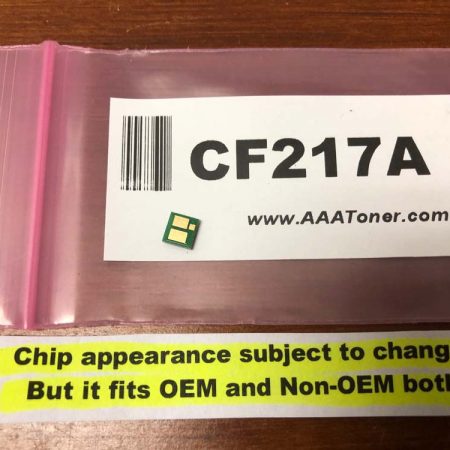 CF217A
www.AAAToner.com
Chip appearance subject to chang
But it fits OEM and Non-OEM both